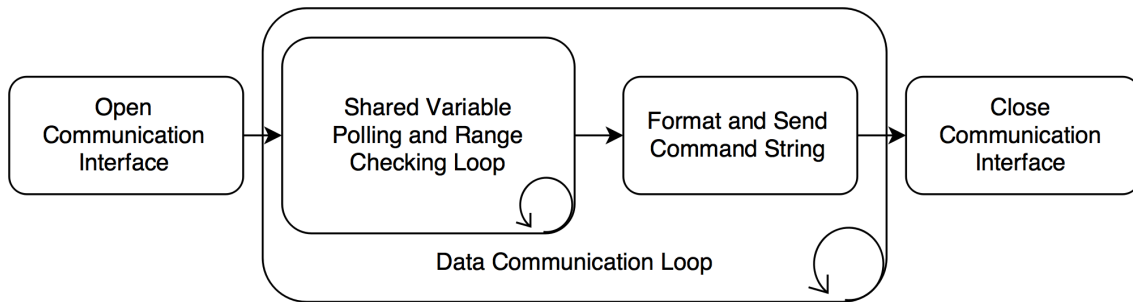 Open
Communication
Interface
Shared Variable
Polling and Range
Checking Loop
Format and Send
Command String
Close
Communication
Interface
Data Communication Loop